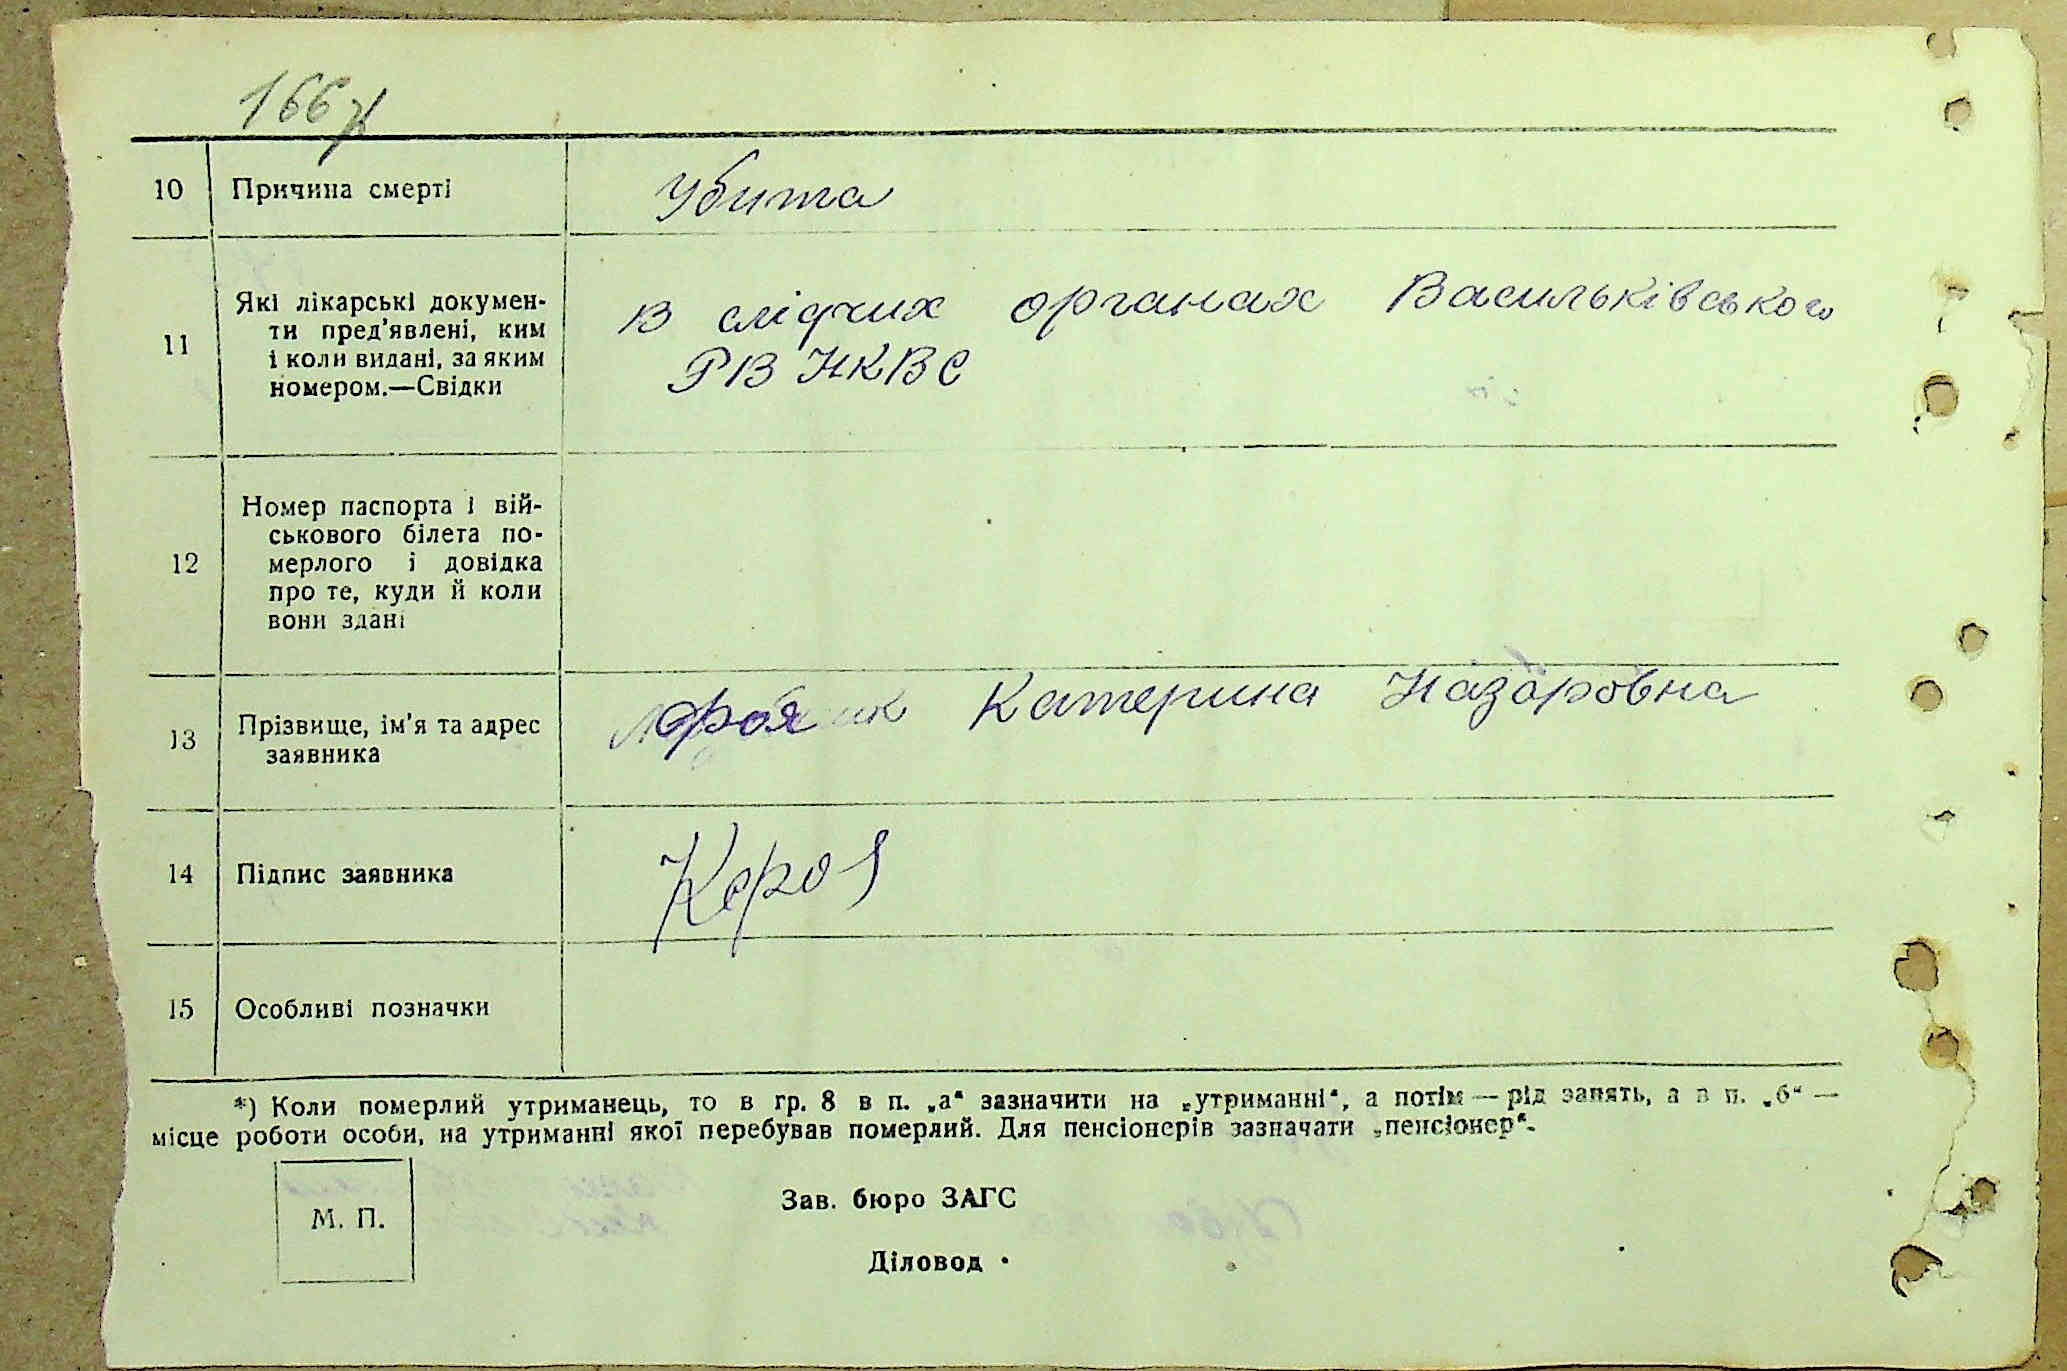 166
10 Причина смерті Убита
Які лікарські докумен-
ти пред'явлені, ким
11
і коли видані, за яким
номером.—Свідки
В слідчих органах Васильківського
РВ НКВС
Номер паспорта і вій-
ськового білета по-
12 мерлого і довідка
про те, куди й коли
вони здані
13 Прізвище, ім'я та адрес
заявника
Катерина Назаровна
14 Підпис заявника
15 Особливі позначки
*) Коли померлий утриманець, то в гр. 8 в п. „а“ зазначити на „утриманні“, а потім — рід занять, а в п. „б“ —
місце роботи особи, на утриманні якої перебував померлий. Для пенсіонерів зазначати „пенсіонер“.
М. П.
Зав. бюро ЗАГС
Діловод